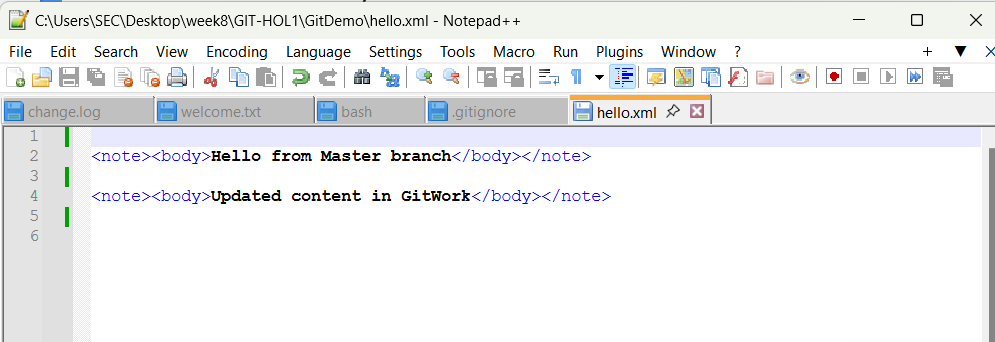 C:\Users\SEC\Desktop\week8\GIT-HOL1\GitDemo\hello.xml - Notepad++
File Edit Search View Encoding Language Settings Tools Macro Run Plugins Window ? + ▼ X
change.log welcome.txt bash .gitignore hello.xml
1
2 <note><body>Hello from Master branch</body></note>
3
4 <note><body>Updated content in GitWork</body></note>
5
6